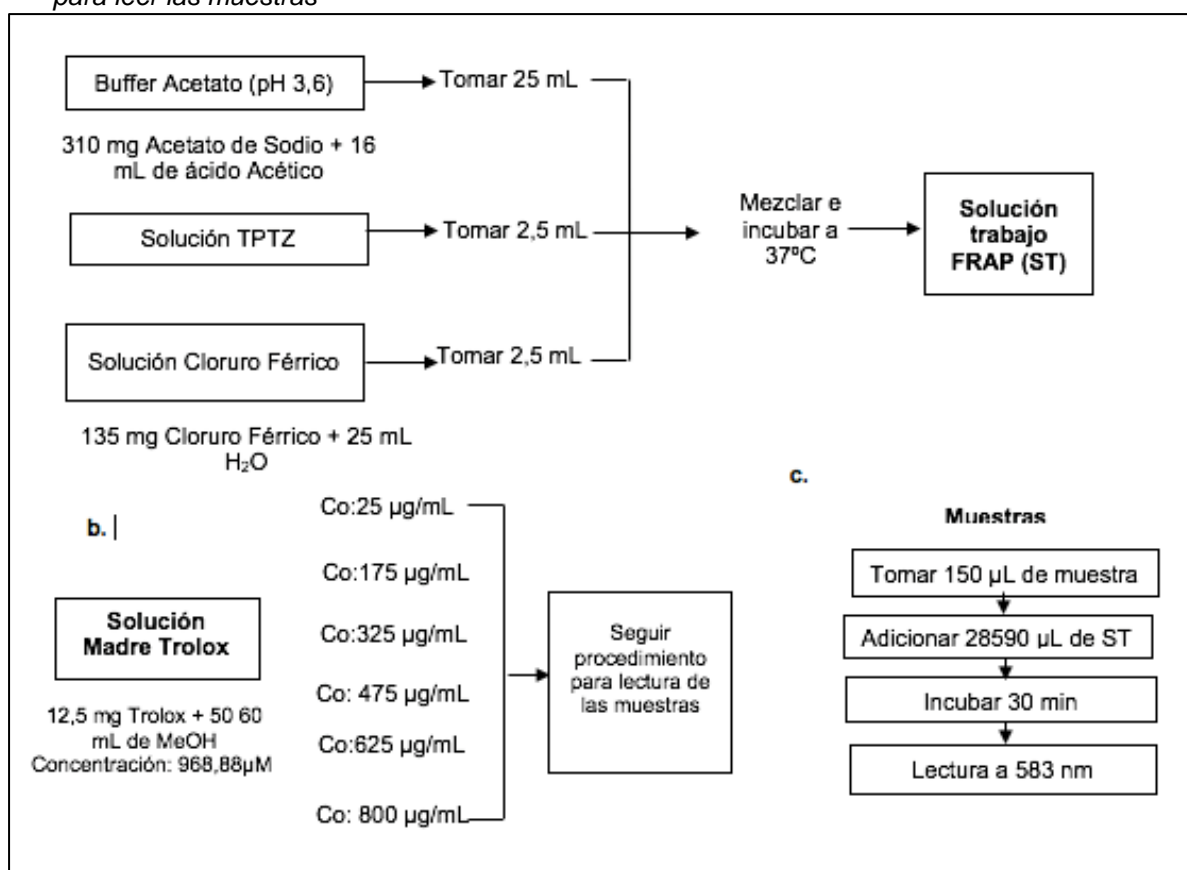 para leer las muestras
Buffer Acetato (pH 3,6)
Tomar 25 mL
310 mg Acetato de Sodio + 16
mL de ácido Acético
Solución TPTZ
Tomar 2,5 mL
Mezclar e
incubar a
37ºC
Solución
trabajo
FRAP (ST)
Solución Cloruro Férrico
Tomar 2,5 mL
135 mg Cloruro Férrico + 25 mL
H₂O
b.
Solución
Madre Trolox
12,5 mg Trolox + 50 60
mL de MeOH
Concentración: 968,88µM
Co:25 µg/mL
Co:175 µg/mL
Co:325 µg/mL
Co: 475 µg/mL
Co:625 µg/mL
Co: 800 µg/mL
Seguir
procedimiento
para lectura de
las muestras
c.
Muestras
Tomar 150 µL de muestra
Adicionar 28590 µL de ST
Incubar 30 min
Lectura a 583 nm